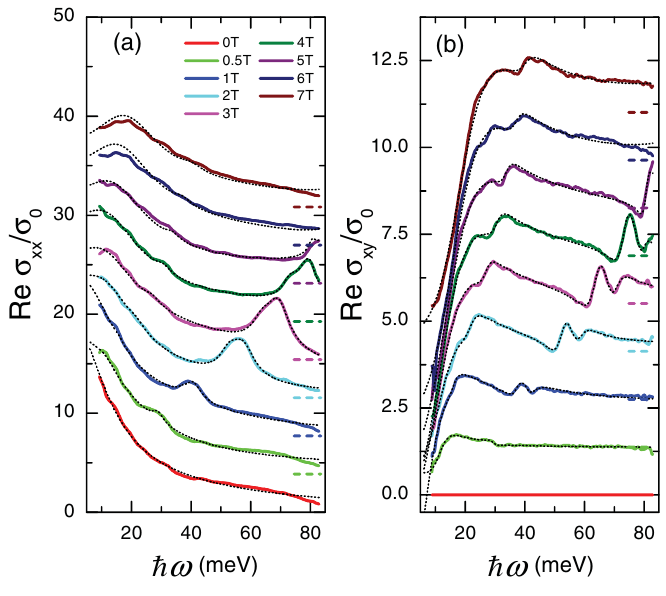 (a)
0T
0.5T
1T
2T
3T
4T
5T
6T
7T
50
40
30
20
10
0
Re σxx/σ0
20 40 60 80
ħω (meV)
(b)
12.5
10.0
7.5
5.0
2.5
0.0
Re σxy/σ0
20 40 60 80
ħω (meV)